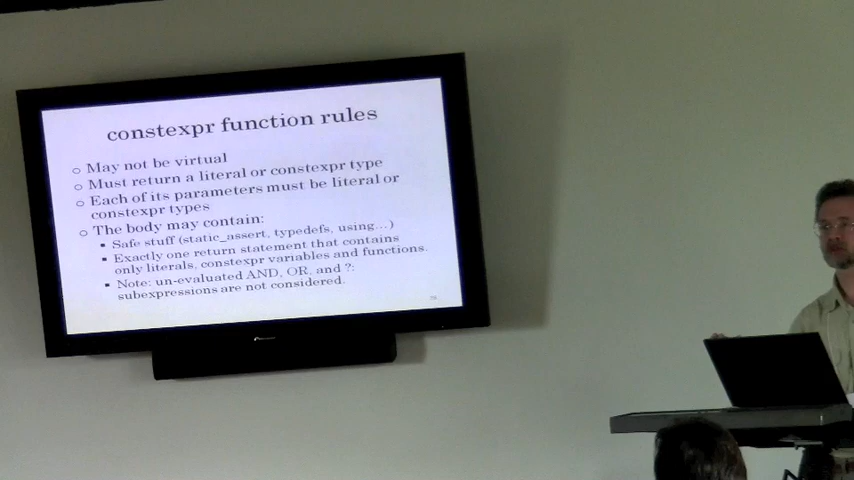 constexpr function rules
May not be virtual
Must return a literal or constexpr type
Each of its parameters must be literal or
constexpr types
The body may contain:
Safe stuff (static_assert, typedefs, using...)
Exactly one return statement that contains
only literals, constexpr variables and functions.
Note: un-evaluated AND, OR, and ?:
subexpressions are not considered.